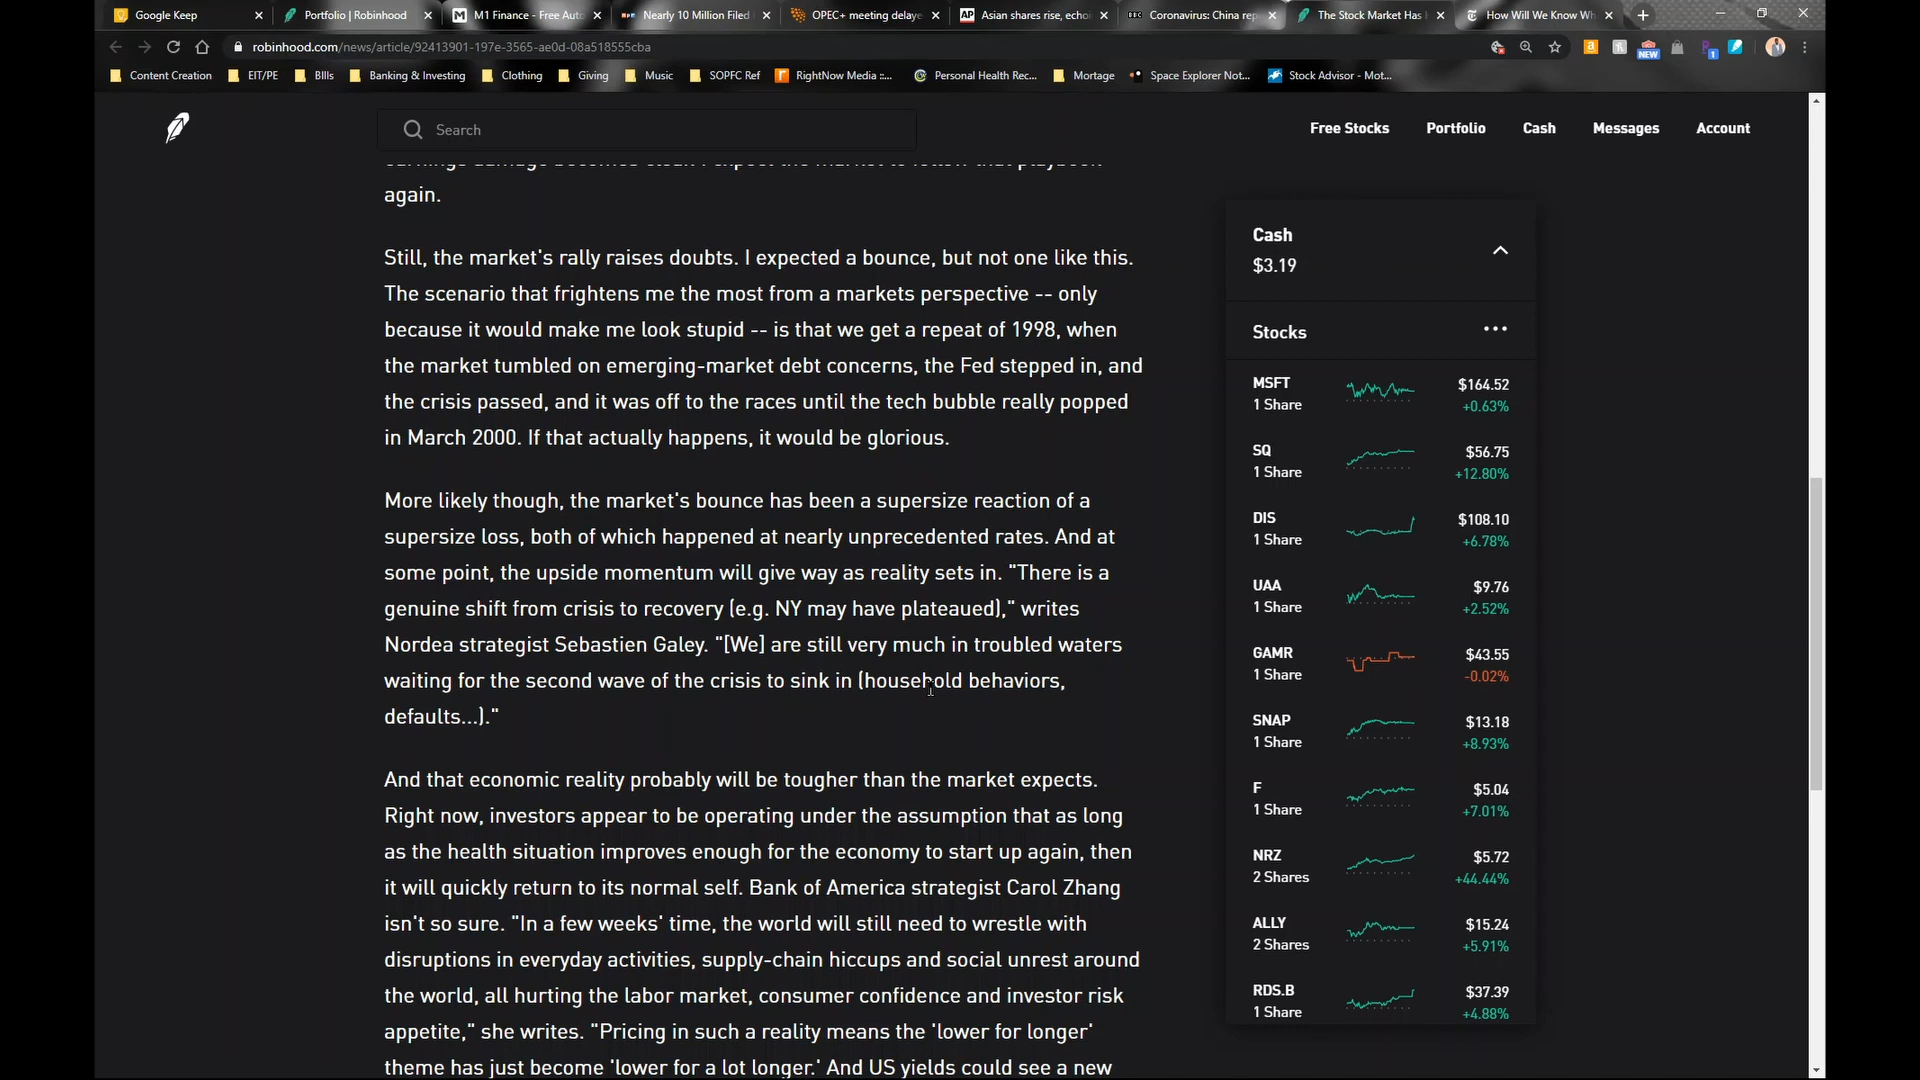 Google Keep
Portfolio | Robinhood
M1 Finance - Free Auto
Nearly 10 Million Filed
OPEC+ meeting delaye
Asian shares rise, echo
Coronavirus: China rep
The Stock Market Has
How Will We Know Wh
robinhood.com/news/article/92413901-197e-3565-ae0d-08a518555cba
NEW
1
Content Creation
EIT/PE
BIlls
Banking & Investing
Clothing
Giving
Music
SOPFC Ref
RightNow Media ::...
Personal Health Rec...
Mortage
Space Explorer Not...
Stock Advisor - Mot...
Search
Free Stocks
Portfolio
Cash
Messages
Account
again.
Still, the market's rally raises doubts. I expected a bounce, but not one like this.
The scenario that frightens me the most from a markets perspective -- only
because it would make me look stupid -- is that we get a repeat of 1998, when
the market tumbled on emerging-market debt concerns, the Fed stepped in, and
the crisis passed, and it was off to the races until the tech bubble really popped
in March 2000. If that actually happens, it would be glorious.
More likely though, the market's bounce has been a supersize reaction of a
supersize loss, both of which happened at nearly unprecedented rates. And at
some point, the upside momentum will give way as reality sets in. "There is a
genuine shift from crisis to recovery (e.g. NY may have plateaued)," writes
Nordea strategist Sebastien Galey. "[We] are still very much in troubled waters
waiting for the second wave of the crisis to sink in (household behaviors,
defaults...)."
And that economic reality probably will be tougher than the market expects.
Right now, investors appear to be operating under the assumption that as long
as the health situation improves enough for the economy to start up again, then
it will quickly return to its normal self. Bank of America strategist Carol Zhang
isn't so sure. "In a few weeks' time, the world will still need to wrestle with
disruptions in everyday activities, supply-chain hiccups and social unrest around
the world, all hurting the labor market, consumer confidence and investor risk
appetite," she writes. "Pricing in such a reality means the 'lower for longer'
theme has just become 'lower for a lot longer.' And US yields could see a new
Cash
$3.19
Stocks
MSFT $164.52
1 Share +0.63%
SQ $56.75
1 Share +12.80%
DIS $108.10
1 Share +6.78%
UAA $9.76
1 Share +2.52%
GAMR $43.55
1 Share -0.02%
SNAP $13.18
1 Share +8.93%
F $5.04
1 Share +7.01%
NRZ $5.72
2 Shares +44.44%
ALLY $15.24
2 Shares +5.91%
RDS.B $37.39
1 Share +4.88%